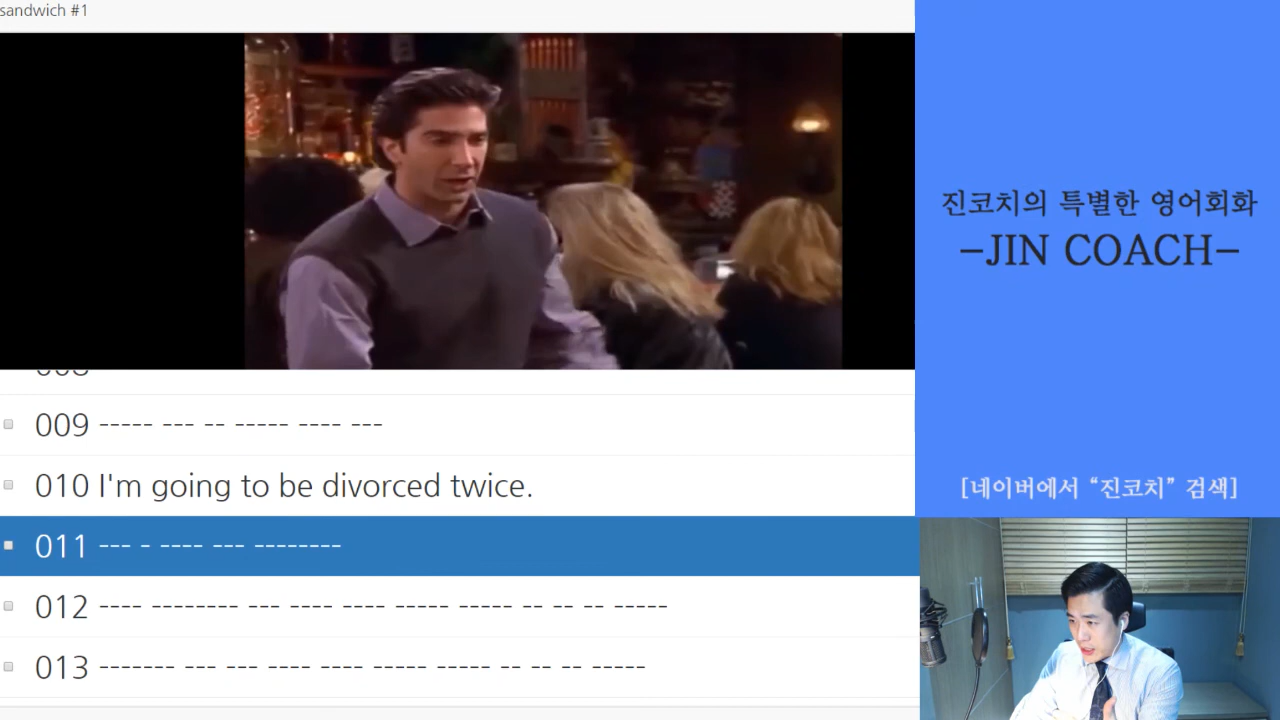 sandwich #1
009 ----- --- -- ----- ---- ---
010 I'm going to be divorced twice.
011 --- - ---- --- --------
012 ---- -------- --- ---- ---- ----- ----- -- -- -- -----
013 ------- --- --- ---- ---- ----- ----- -- -- -- -----
진코치의 특별한 영어회화
–JIN COACH–
[네이버에서 “진코치” 검색]